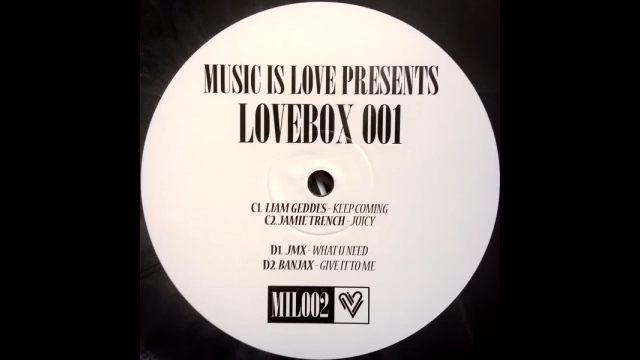 MUSIC IS LOVE PRESENTS
LOVEBOX 001
C1. LIAM GEDDES - KEEP COMING
C2. JAMIE TRENCH - JUICY
D1. JMX - WHAT U NEED
D2. BANJAX - GIVE IT TO ME
MIL002